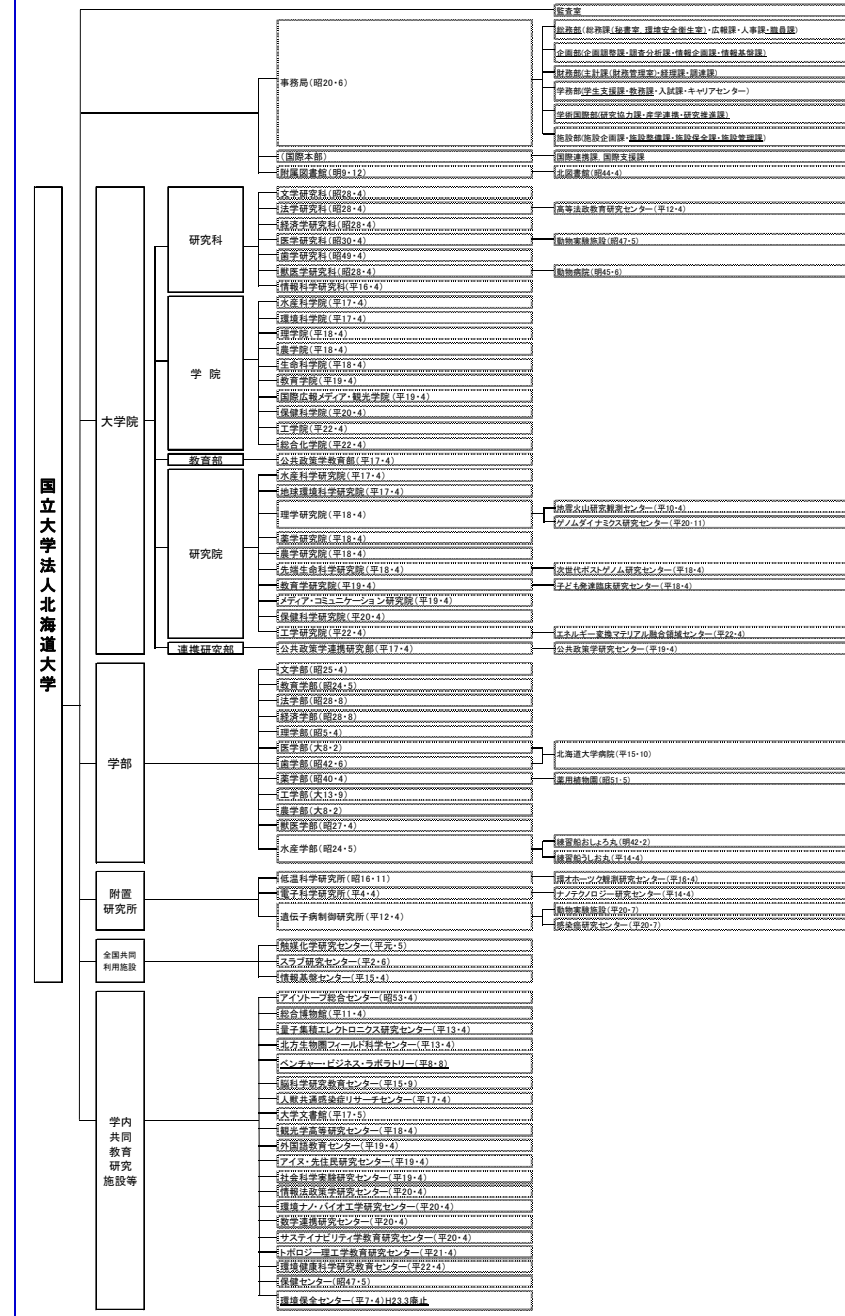 監査室
総務部(総務課(秘書室、環境安全衛生室)・広報課・人事課・職員課)
企画部(企画調整課・調査分析課・情報企画課・情報基盤課)
事務局(昭20・6)
財務部(主計課(財務管理室)・経理課・調達課)
学務部(学生支援課・教務課・入試課・キャリアセンター)
学術国際部(研究協力課・産学連携・研究推進課)
施設部(施設企画課・施設整備課・施設保全課・施設管理課)
(国際本部)
国際連携課、国際支援課
附属図書館(明9・12)
北図書館(昭44・4)
国立大学法人北海道大学
大学院
研究科
文学研究科(昭28・4)
法学研究科(昭28・4)
高等法政教育研究センター(平12・4)
経済学研究科(昭28・4)
医学研究科(昭30・4)
動物実験施設(昭47・5)
歯学研究科(昭49・4)
獣医学研究科(昭28・4)
動物病院(明45・6)
情報科学研究科(平16・4)
学 院
水産科学院(平17・4)
環境科学院(平17・4)
理学院(平18・4)
農学院(平18・4)
生命科学院(平18・4)
教育学院(平19・4)
国際広報メディア・観光学院(平19・4)
保健科学院(平20・4)
工学院(平22・4)
総合化学院(平22・4)
教育部
公共政策学教育部(平17・4)
研究院
水産科学研究院(平17・4)
地球環境科学研究院(平17・4)
理学研究院(平18・4)
地震火山研究観測センター(平10・4)
ゲノムダイナミクス研究センター(平20・11)
薬学研究院(平18・4)
農学研究院(平18・4)
先端生命科学研究院(平18・4)
次世代ポストゲノム研究センター(平18・4)
教育学研究院(平19・4)
子ども発達臨床研究センター(平18・4)
メディア・コミュニケーション研究院(平19・4)
保健科学研究院(平20・4)
工学研究院(平22・4)
エネルギー変換マテリアル融合領域センター(平22・4)
連携研究部
公共政策学連携研究部(平17・4)
公共政策学研究センター(平19・4)
学部
文学部(昭25・4)
教育学部(昭24・5)
法学部(昭28・8)
経済学部(昭28・8)
理学部(昭5・4)
医学部(大8・2)
北海道大学病院(平15・10)
歯学部(昭42・6)
薬学部(昭40・4)
薬用植物園(昭51・5)
工学部(大13・9)
農学部(大8・2)
獣医学部(昭27・4)
水産学部(昭24・5)
練習船おしょろ丸(明42・2)
練習船うしお丸(平14・4)
附置
研究所
低温科学研究所(昭16・11)
環オホーツク観測研究センター(平16・4)
電子科学研究所(平4・4)
ナノテクノロジー研究センター(平14・4)
遺伝子病制御研究所(平12・4)
動物実験施設(平20・7)
感染癌研究センター(平20・7)
全国共同
利用施設
触媒化学研究センター(平元・5)
スラブ研究センター(平2・6)
情報基盤センター(平15・4)
学内
共同
教育
研究
施設等
アイソトープ総合センター(昭53・4)
総合博物館(平11・4)
量子集積エレクトロニクス研究センター(平13・4)
北方生物圏フィールド科学センター(平13・4)
ベンチャー・ビジネス・ラボラトリー(平8・8)
脳科学研究教育センター(平15・9)
人獣共通感染症リサーチセンター(平17・4)
大学文書館(平17・5)
観光学高等研究センター(平18・4)
外国語教育センター(平19・4)
アイヌ・先住民研究センター(平19・4)
社会科学実験研究センター(平19・4)
情報法政策学研究センター(平20・4)
環境ナノ・バイオ工学研究センター(平20・4)
数学連携研究センター(平20・4)
サステイナビリティ学教育研究センター(平20・4)
トポロジー理工学教育研究センター(平21・4)
環境健康科学研究教育センター(平22・4)
保健センター(昭47・5)
環境保全センター(平7・4)H23.3廃止